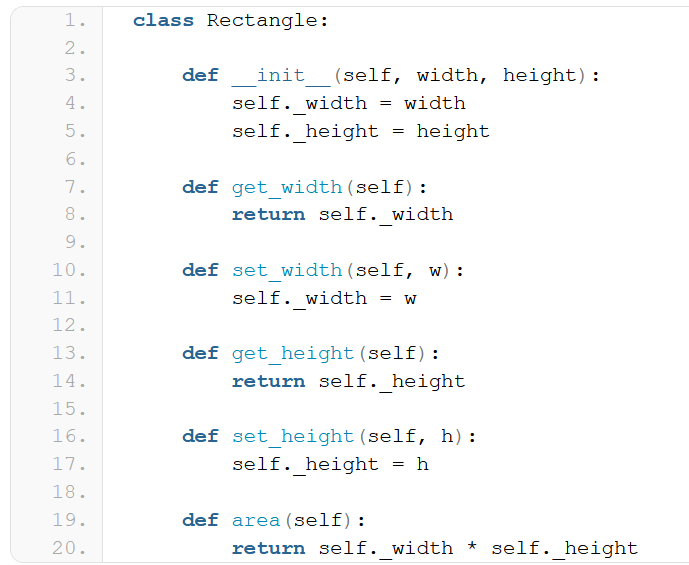 1. class Rectangle:
2.
3.     def __init__(self, width, height):
4.         self._width = width
5.         self._height = height
6.
7.     def get_width(self):
8.         return self._width
9.
10.     def set_width(self, w):
11.         self._width = w
12.
13.     def get_height(self):
14.         return self._height
15.
16.     def set_height(self, h):
17.         self._height = h
18.
19.     def area(self):
20.         return self._width * self._height